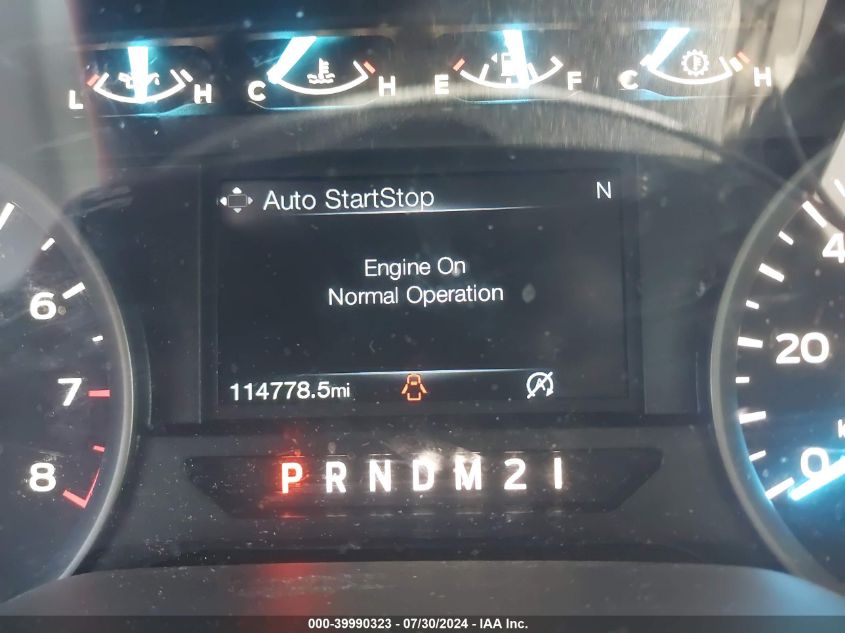 L H C H E F C H
Auto StartStop N
Engine On
Normal Operation
6
7
8
4
20
0
114778.5mi
P R N D M 2 1
000-39990323 - 07/30/2024 - IAA Inc.